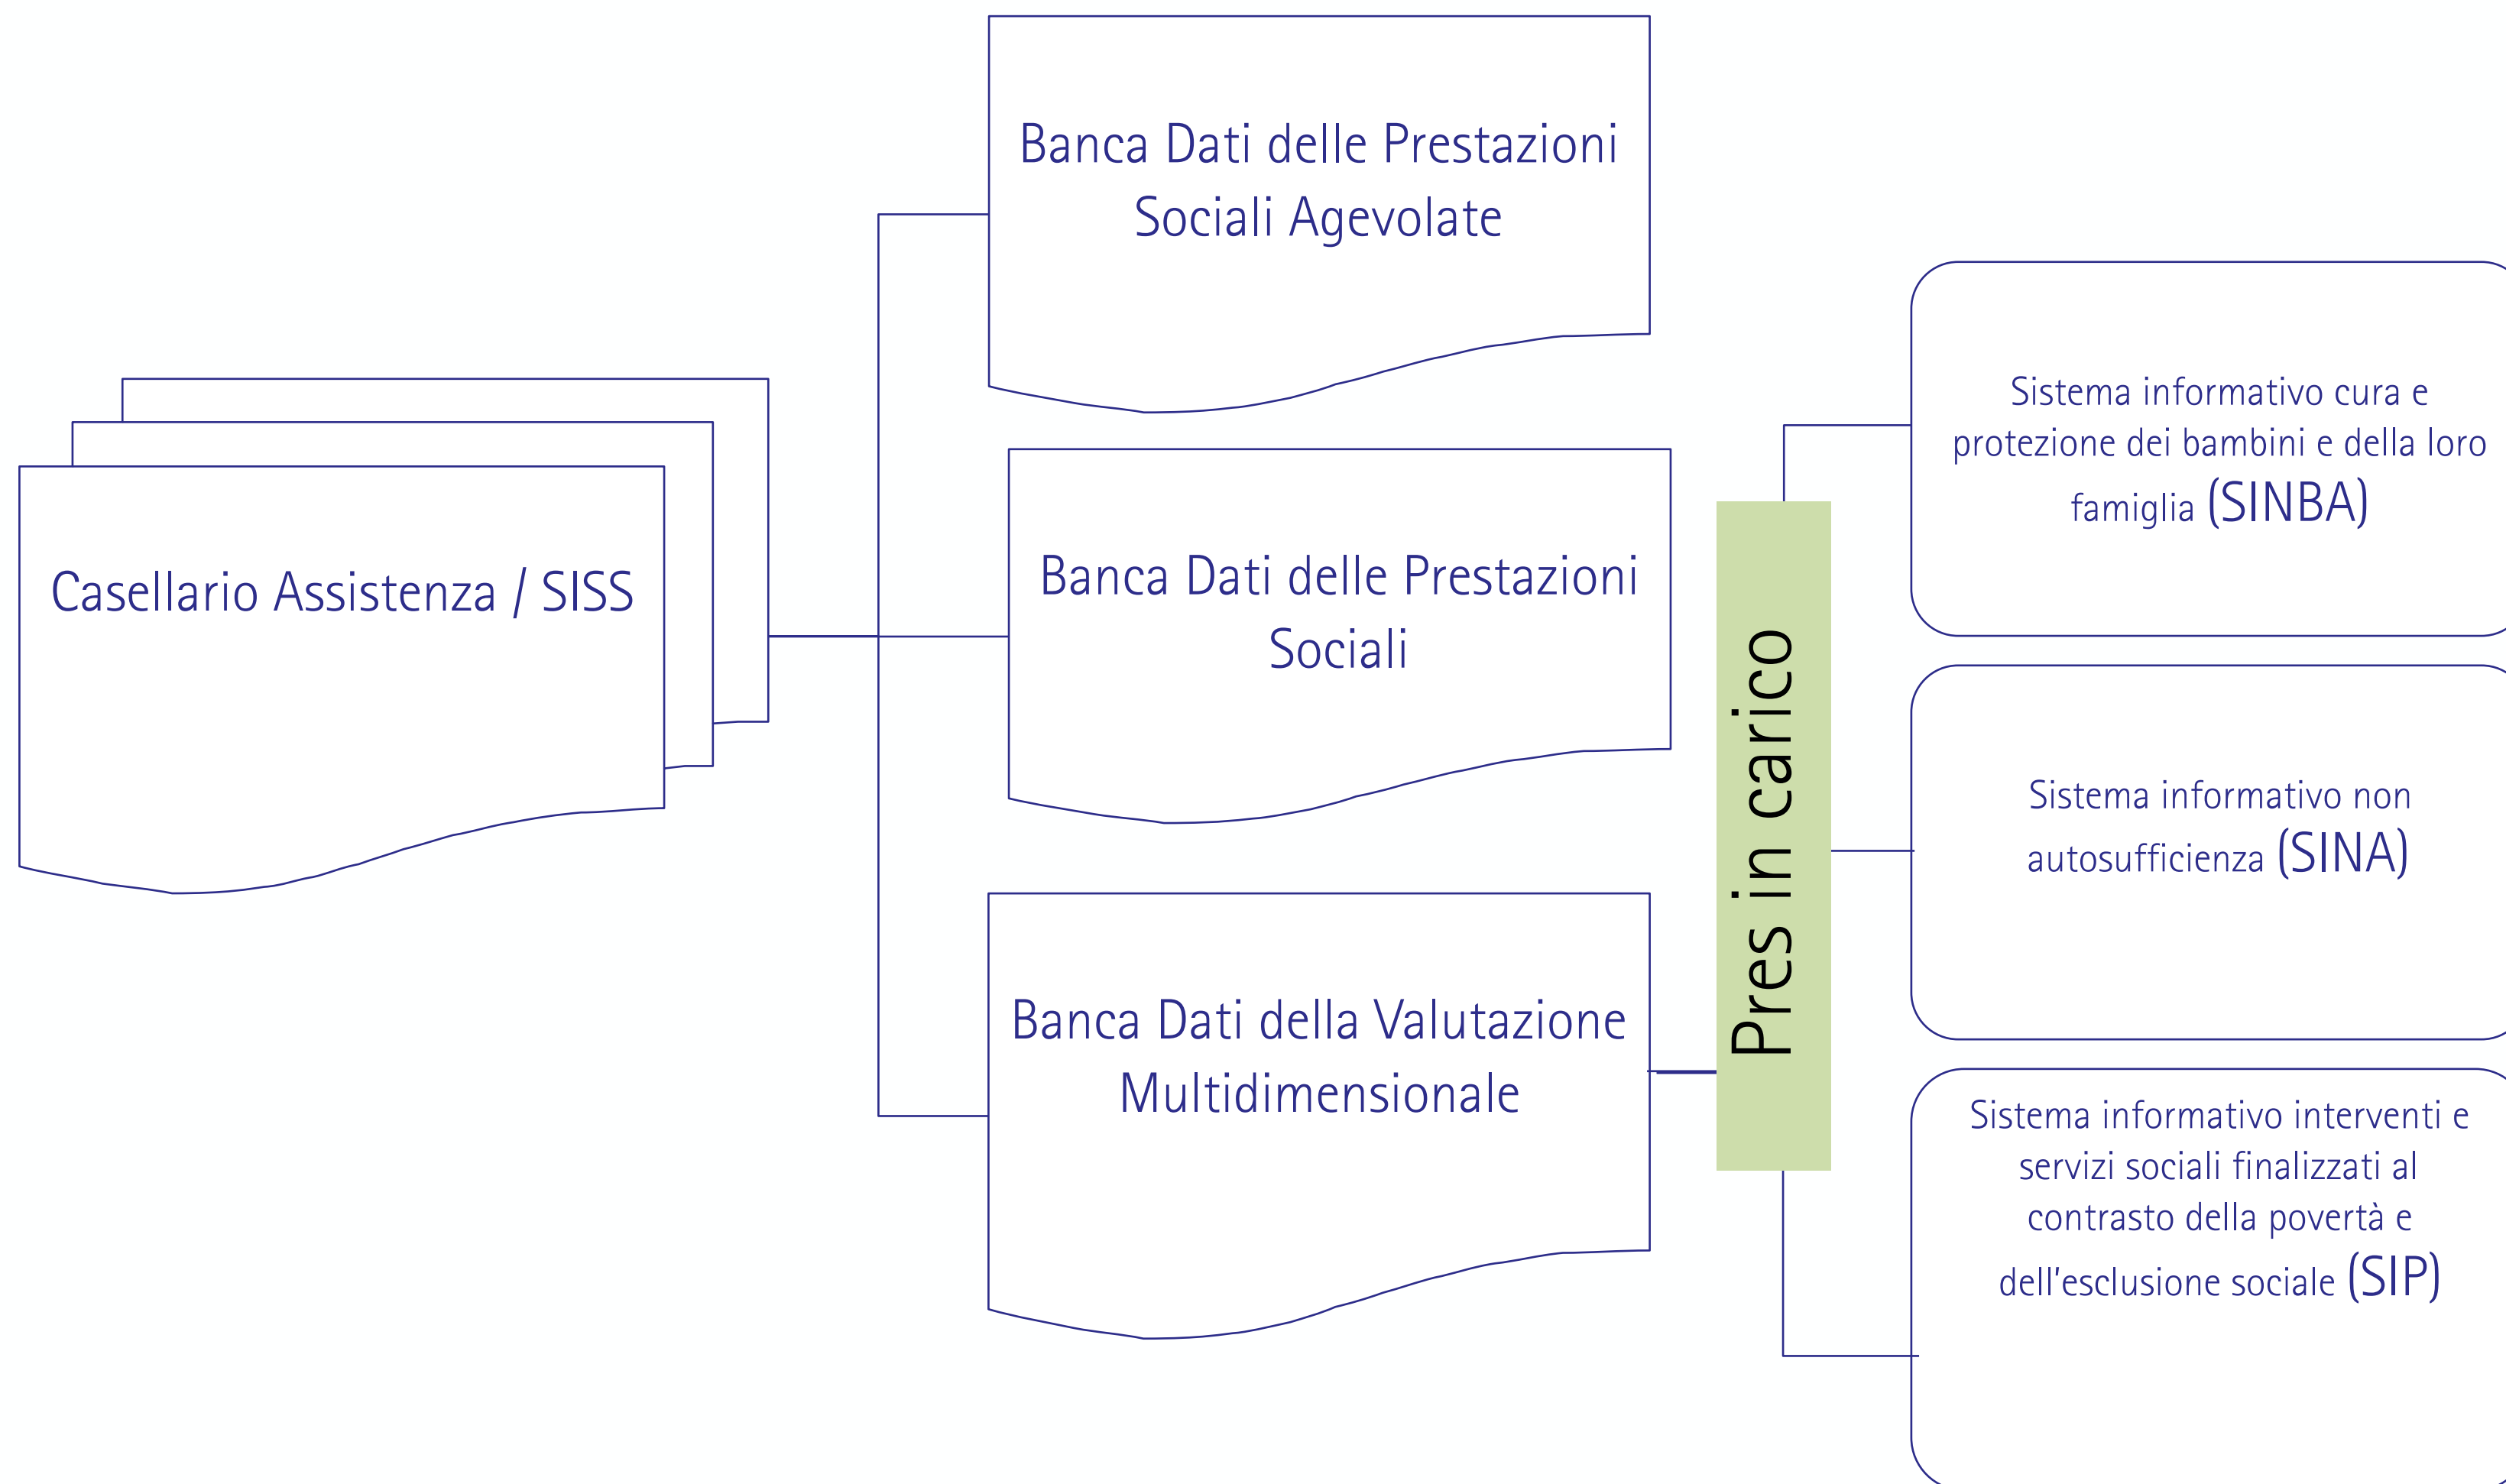 Casellario Assistenza / SISS
Banca Dati delle Prestazioni
Sociali Agevolate
Banca Dati delle Prestazioni
Sociali
Banca Dati della Valutazione
Multidimensionale
Pres in carico
Sistema informativo cura e
protezione dei bambini e della loro
famiglia (SINBA)
Sistema informativo non
autosufficienza (SINA)
Sistema informativo interventi e
servizi sociali finalizzati al
contrasto della povertà e
dell'esclusione sociale (SIP)